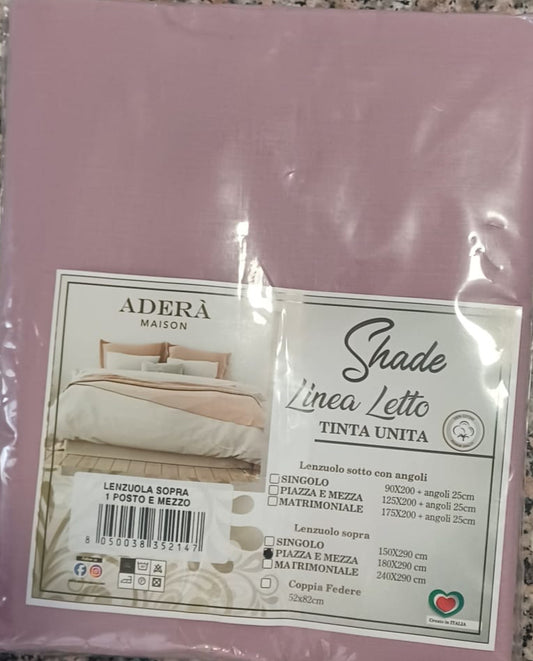 ADERÀ
MAISON
Shade
Linea Letto
TINTA UNITA
LENZUOLA SOPRA
1 POSTO E MEZZO
8 050038 352147
Lenzuolo sotto con angoli
SINGOLO 90X200 + angoli 25cm
PIAZZA E MEZZA 125X200 + angoli 25cm
MATRIMONIALE 175X200 + angoli 25cm
Lenzuolo sopra
SINGOLO 150X290 cm
PIAZZA E MEZZA 180X290 cm
MATRIMONIALE 240X290 cm
Coppia Federe
52x82cm
Creato in ITALIA